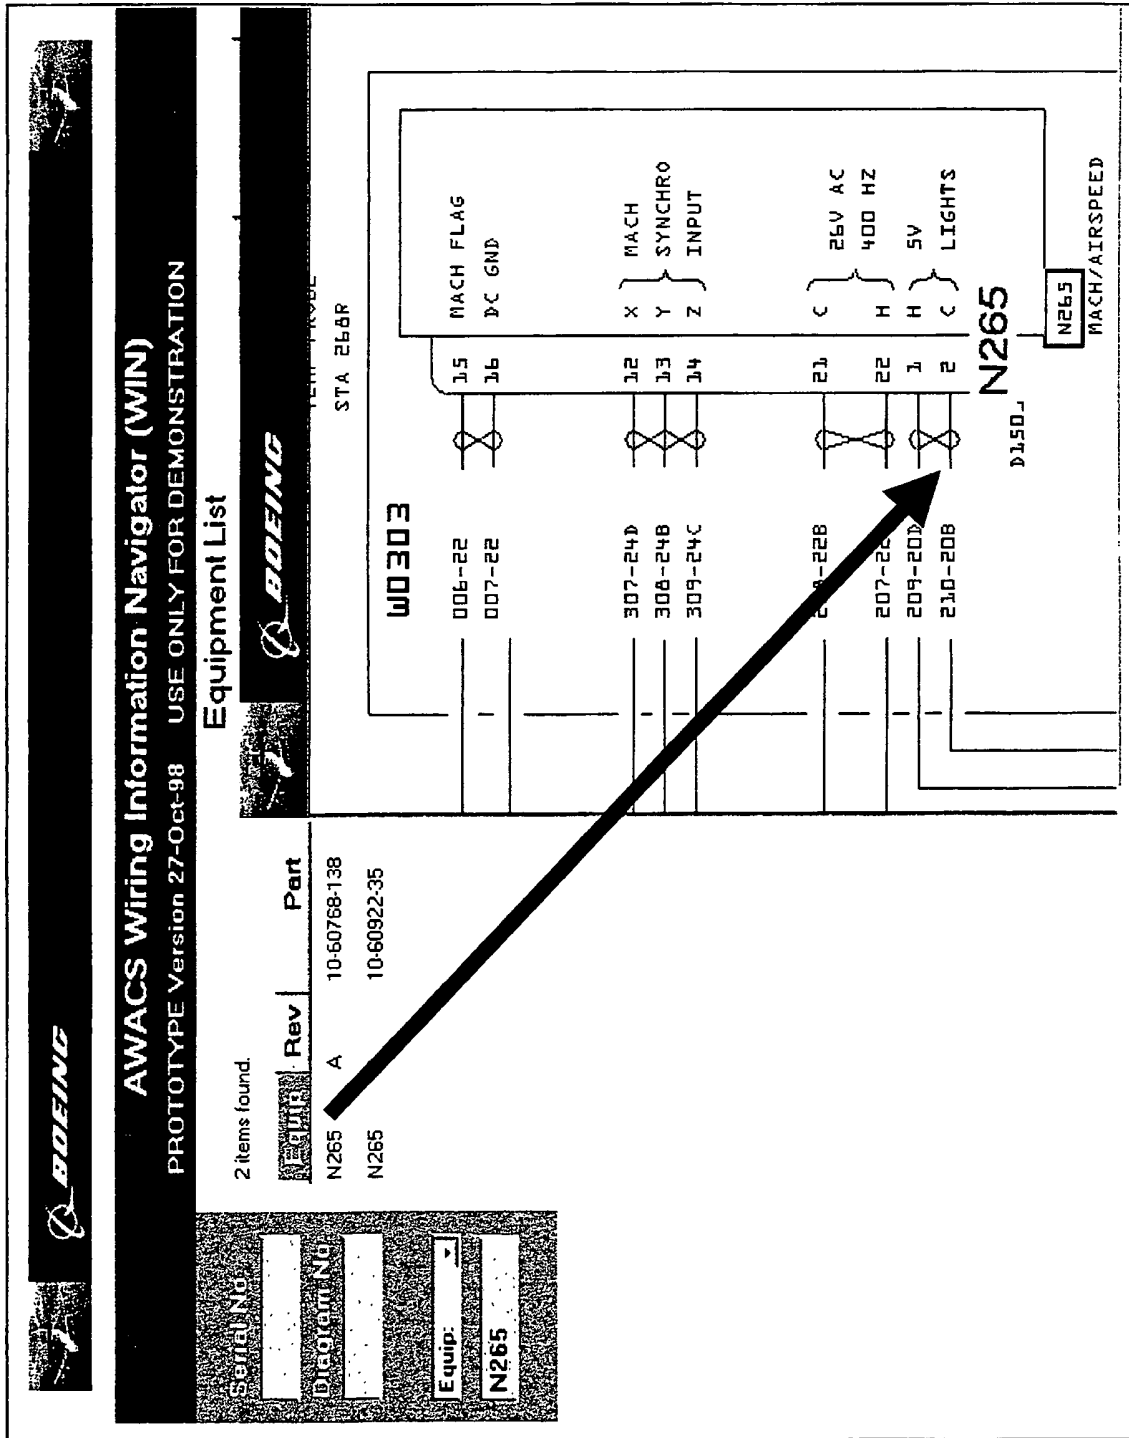 BOEING
AWACS Wiring Information Navigator (WIN)
PROTOTYPE Version 27-Oct-98 USE ONLY FOR DEMONSTRATION
Equipment List
Serial No
Diagram No
Equip:
N265
2 items found.
EQUIP Rev Part
N265 A 10-60768-138
N265 10-60922-35
BOEING
STA 268R
W0303
006-22 15 MACH FLAG
007-22 16 DC GND
307-24D 12 X MACH
308-24B 13 Y SYNCHRO
309-24C 14 Z INPUT
21 C 26V AC
22 H 400 HZ
209-20D 1 H 5V
210-20B 2 C LIGHTS
N265
D150J
N265
MACH/AIRSPEED